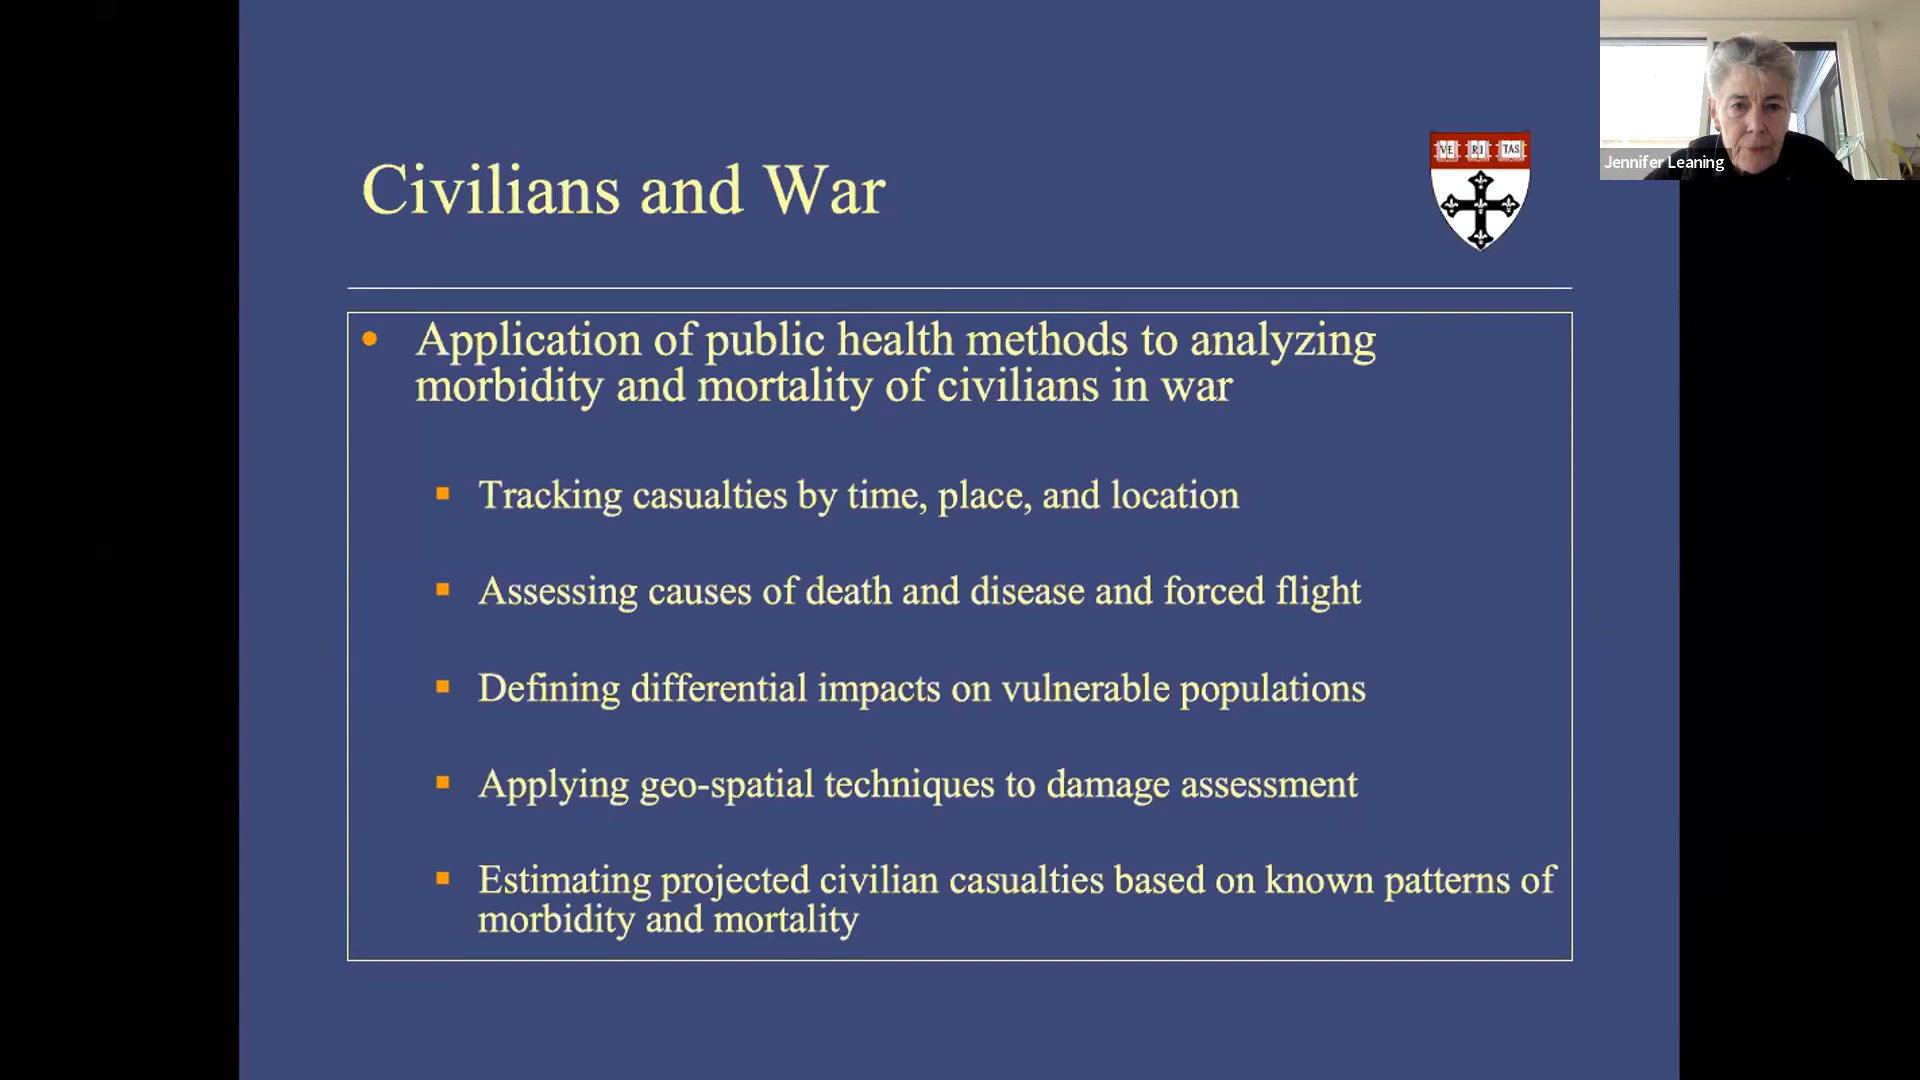 Civilians and War
VE RI TAS
Jennifer Leaning
Application of public health methods to analyzing
morbidity and mortality of civilians in war
Tracking casualties by time, place, and location
Assessing causes of death and disease and forced flight
Defining differential impacts on vulnerable populations
Applying geo-spatial techniques to damage assessment
Estimating projected civilian casualties based on known patterns of
morbidity and mortality